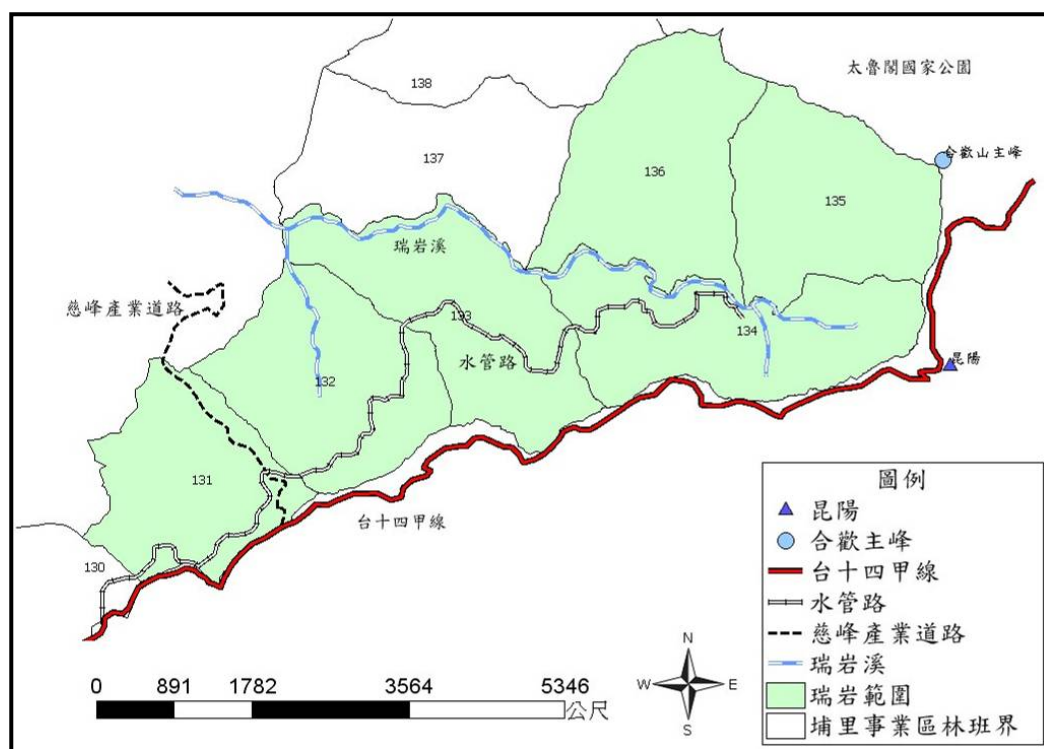 太魯閣國家公園
138
137
合歡山主峰
136
135
瑞岩溪
慈峰產業道路
133
134
水管路
昆陽
132
131
台十四甲線
130
圖例
昆陽
合歡主峰
台十四甲線
水管路
慈峰產業道路
瑞岩溪
瑞岩範圍
埔里事業區林班界
N
W E
S
0 891 1782 3564 5346
公尺